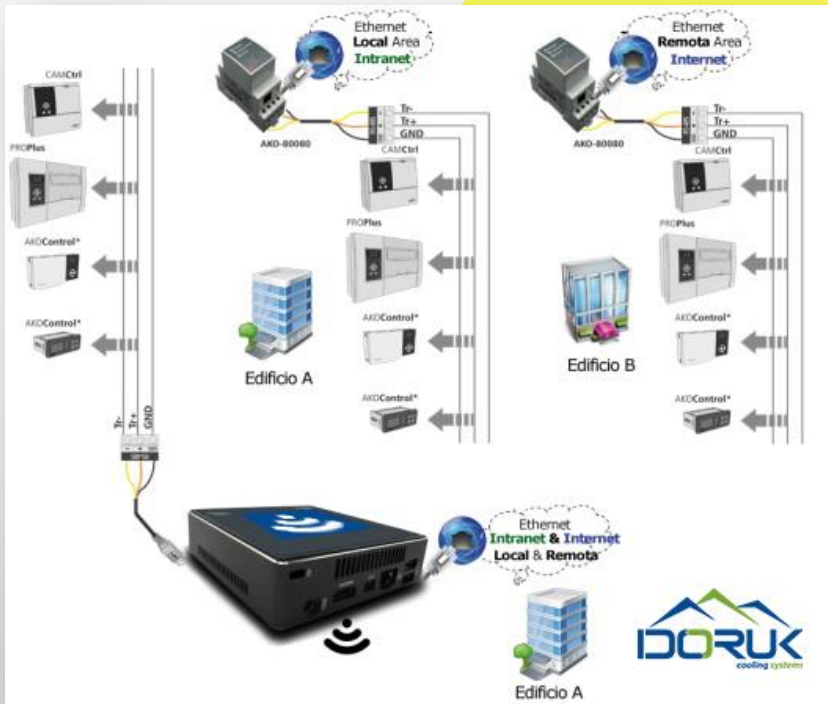 CAMCtrl
PROPlus
AKOControl*
AKOControl*
Tr-
Tr+
GND
Ethernet
Local Area
Intranet
AKO-80080
Tr-
Tr+
GND
CAMCtrl
PROPlus
AKOControl*
AKOControl*
Edificio A
Ethernet
Remota Area
Internet
AKO-80080
Tr-
Tr+
GND
CAMCtrl
PROPlus
AKOControl*
AKOControl*
Edificio B
Ethernet
Intranet & Internet
Local & Remota
Edificio A
DORUK
cooling systems